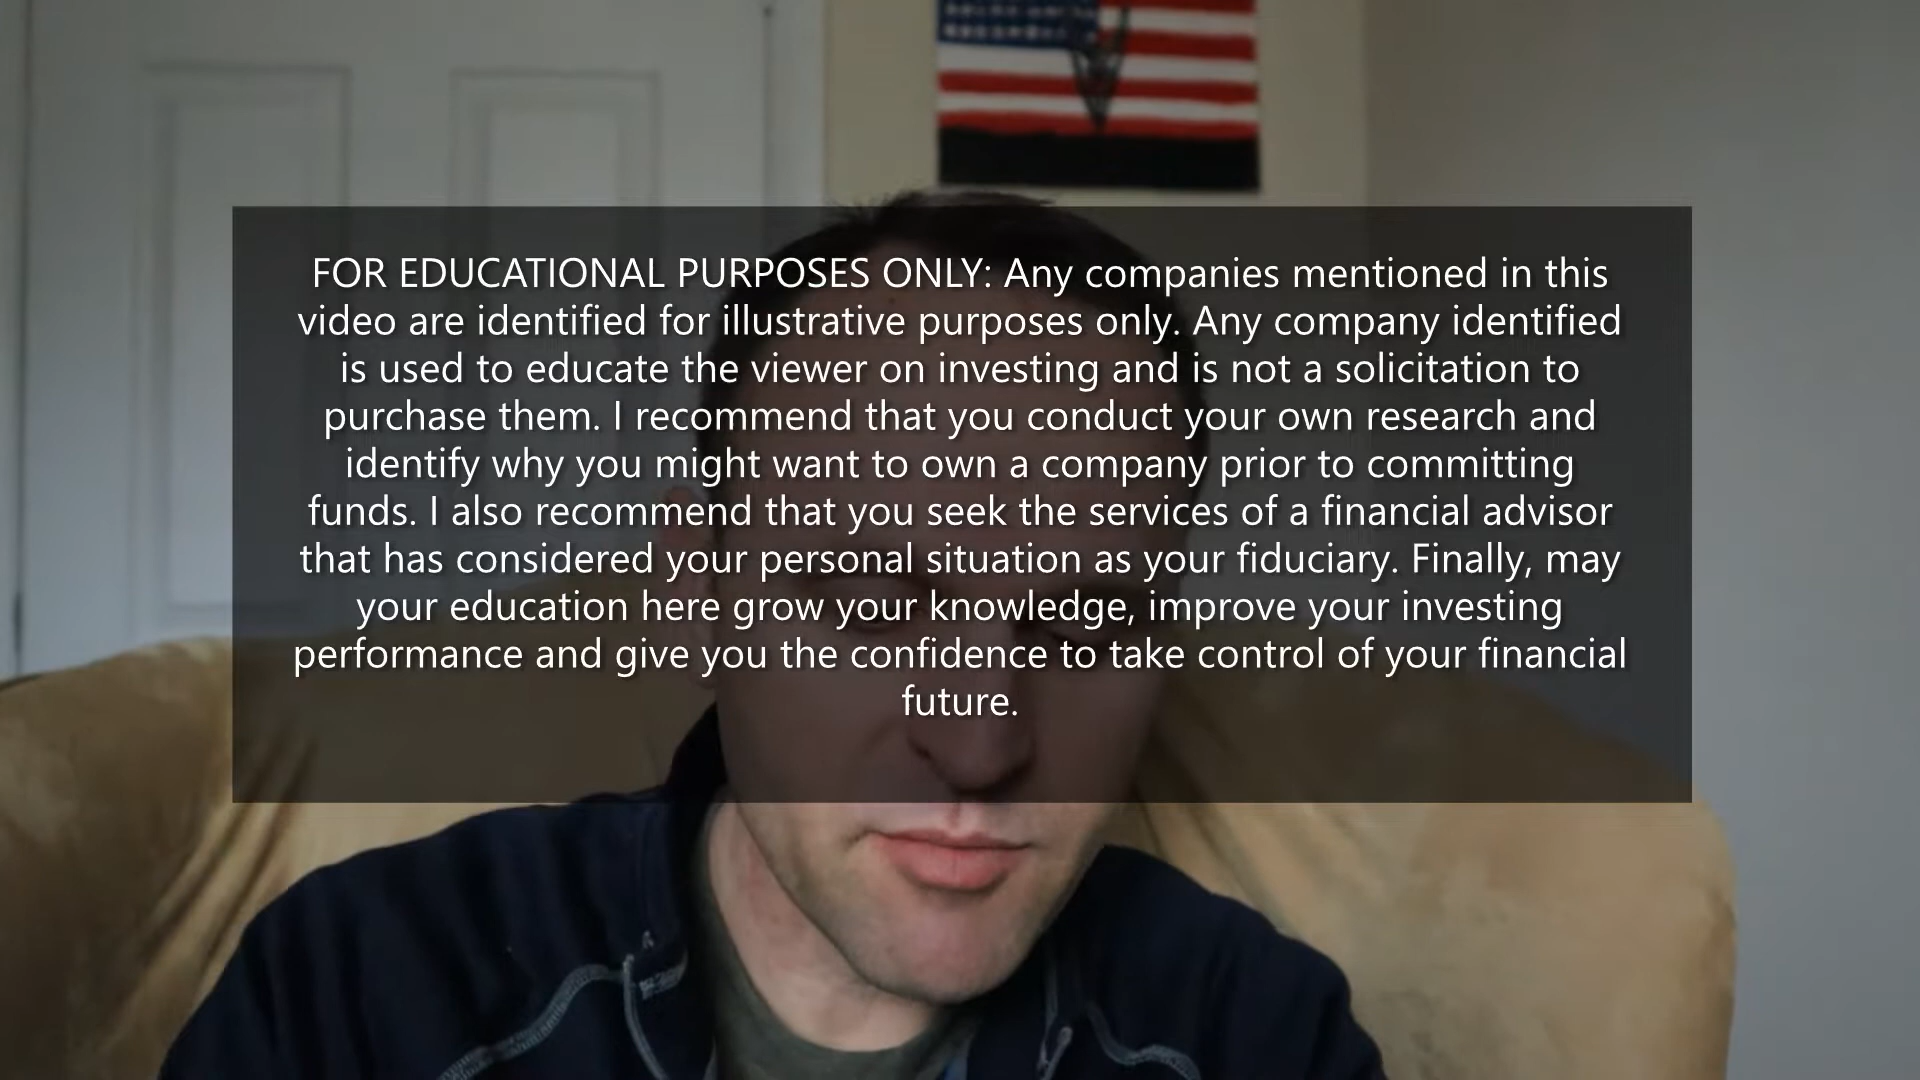 FOR EDUCATIONAL PURPOSES ONLY: Any companies mentioned in this
video are identified for illustrative purposes only. Any company identified
is used to educate the viewer on investing and is not a solicitation to
purchase them. I recommend that you conduct your own research and
identify why you might want to own a company prior to committing
funds. I also recommend that you seek the services of a financial advisor
that has considered your personal situation as your fiduciary. Finally, may
your education here grow your knowledge, improve your investing
performance and give you the confidence to take control of your financial
future.